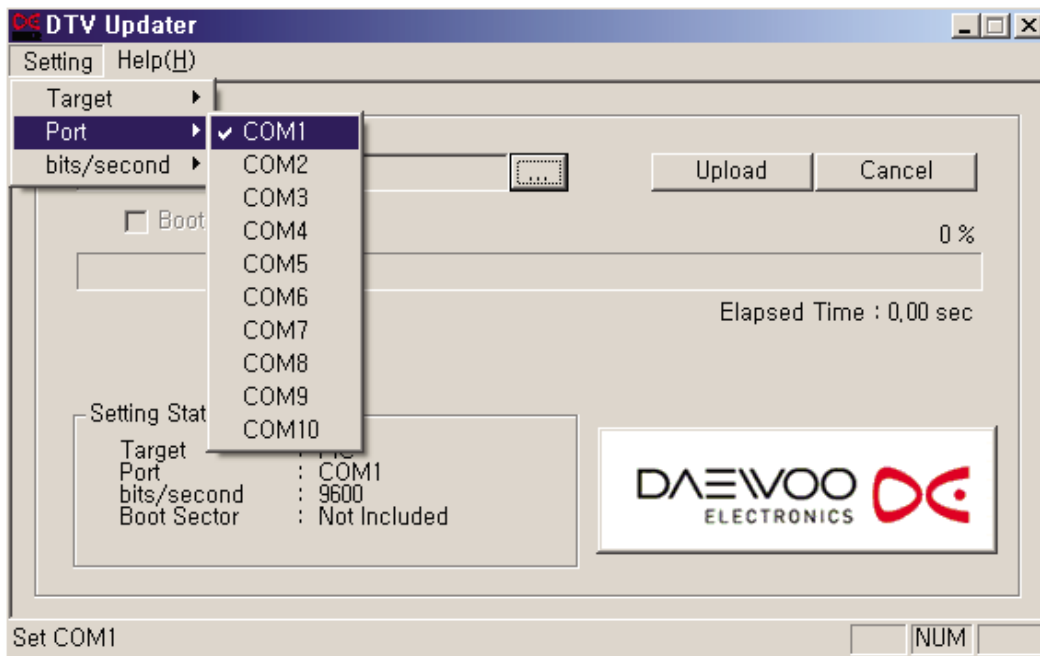 DTV Updater
Setting Help(H)
Target
Port
bits/second
COM1
COM2
COM3
COM4
COM5
COM6
COM7
COM8
COM9
COM10
...
Upload
Cancel
Boot
0 %
Elapsed Time : 0,00 sec
Setting Stat
Target :
Port : COM1
bits/second : 9600
Boot Sector : Not Included
DAEWOO
ELECTRONICS
Set COM1
NUM